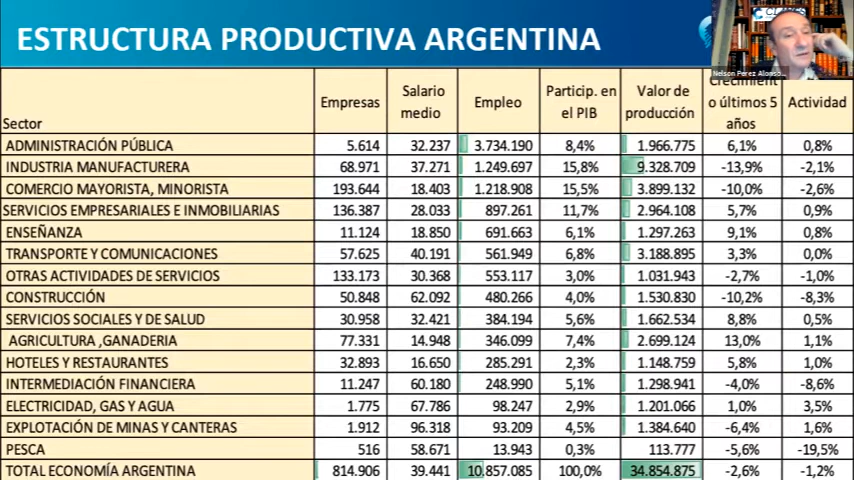 ESTRUCTURA PRODUCTIVA ARGENTINA
Nelson Perez Alonso...
Sector Empresas Salario medio Empleo Particip. en el PIB Valor de producción Crecimiento últimos 5 años Actividad
ADMINISTRACIÓN PÚBLICA 5.614 32.237 3.734.190 8,4% 1.966.775 6,1% 0,8%
INDUSTRIA MANUFACTURERA 68.971 37.271 1.249.697 15,8% 9.328.709 -13,9% -2,1%
COMERCIO MAYORISTA, MINORISTA 193.644 18.403 1.218.908 15,5% 3.899.132 -10,0% -2,6%
SERVICIOS EMPRESARIALES E INMOBILIARIAS 136.387 28.033 897.261 11,7% 2.964.108 5,7% 0,9%
ENSEÑANZA 11.124 18.850 691.663 6,1% 1.297.263 9,1% 0,8%
TRANSPORTE Y COMUNICACIONES 57.625 40.191 561.949 6,8% 3.188.895 3,3% 0,0%
OTRAS ACTIVIDADES DE SERVICIOS 133.173 30.368 553.117 3,0% 1.031.943 -2,7% -1,0%
CONSTRUCCIÓN 50.848 62.092 480.266 4,0% 1.530.830 -10,2% -8,3%
SERVICIOS SOCIALES Y DE SALUD 30.958 32.421 384.194 5,6% 1.662.534 8,8% 0,5%
AGRICULTURA ,GANADERIA 77.331 14.948 346.099 7,4% 2.699.124 13,0% 1,1%
HOTELES Y RESTAURANTES 32.893 16.650 285.291 2,3% 1.148.759 5,8% 1,0%
INTERMEDIACIÓN FINANCIERA 11.247 60.180 248.990 5,1% 1.298.941 -4,0% -8,6%
ELECTRICIDAD, GAS Y AGUA 1.775 67.786 98.247 2,9% 1.201.066 1,0% 3,5%
EXPLOTACIÓN DE MINAS Y CANTERAS 1.912 96.318 93.209 4,5% 1.384.640 -6,4% 1,6%
PESCA 516 58.671 13.943 0,3% 113.777 -5,6% -19,5%
TOTAL ECONOMÍA ARGENTINA 814.906 39.441 10.857.085 100,0% 34.854.875 -2,6% -1,2%